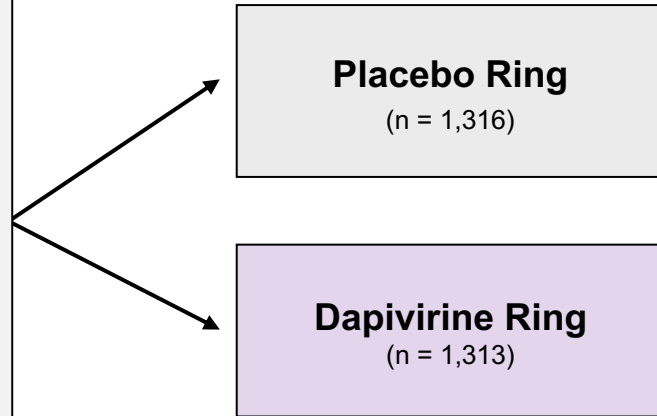 Placebo Ring
(n = 1,316)
Dapivirine Ring
(n = 1,313)